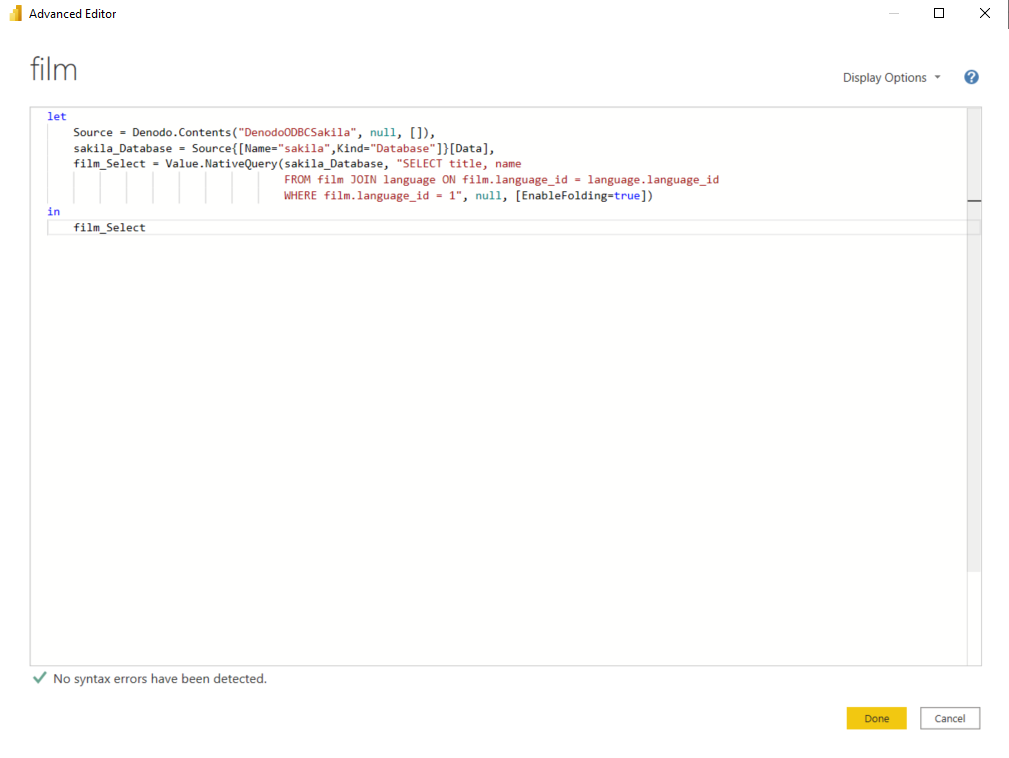 Advanced Editor
film
Display Options
let
Source = Denodo.Contents("DenodoODBCSakila", null, []),
sakila_Database = Source{[Name="sakila",Kind="Database"]}[Data],
film_Select = Value.NativeQuery(sakila_Database, "SELECT title, name
FROM film JOIN language ON film.language_id = language.language_id
WHERE film.language_id = 1", null, [EnableFolding=true])
in
film_Select
No syntax errors have been detected.
Done
Cancel